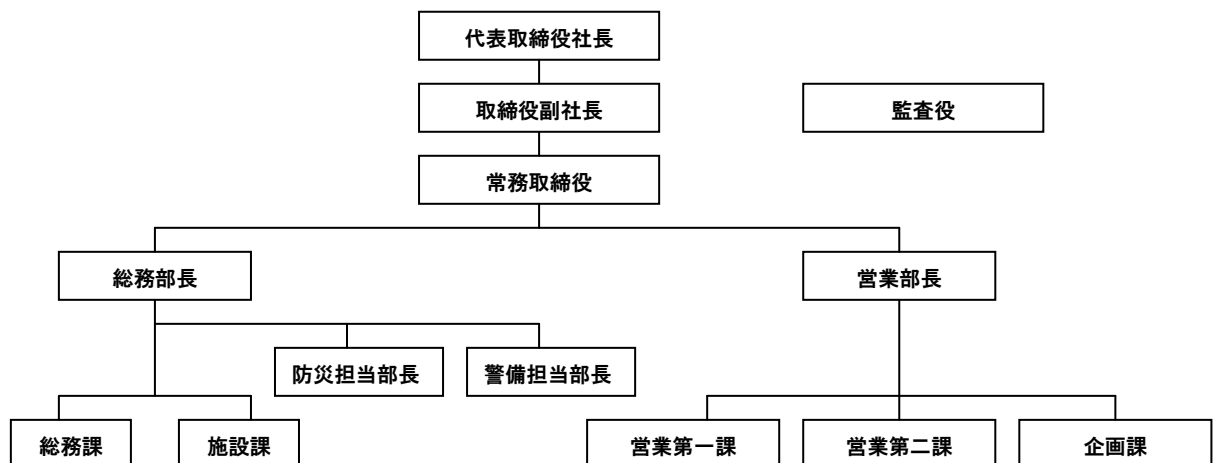 代表取締役社長
取締役副社長
監査役
常務取締役
総務部長
営業部長
防災担当部長
警備担当部長
総務課
施設課
営業第一課
営業第二課
企画課